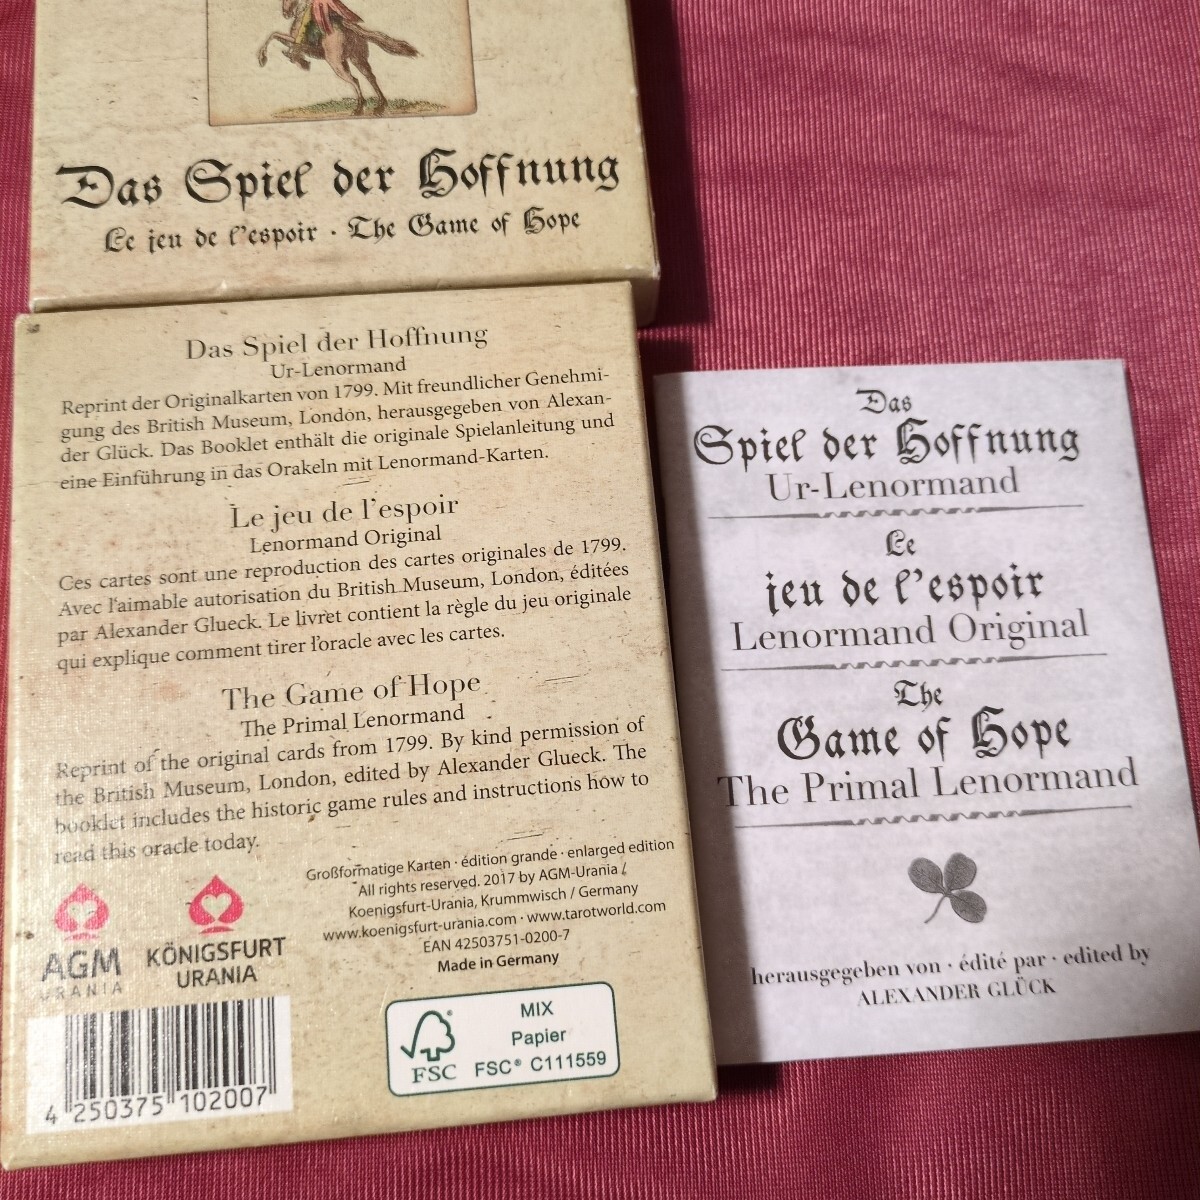 Das Spiel der Hoffnung
Le jeu de l'espoir · The Game of Hope
Das Spiel der Hoffnung
Ur-Lenormand
Reprint der Originalkarten von 1799. Mit freundlicher Genehmi-
gung des British Museum, London, herausgegeben von Alexan-
der Glück. Das Booklet enthält die originale Spielanleitung und
eine Einführung in das Orakeln mit Lenormand-Karten.
Le jeu de l'espoir
Lenormand Original
Ces cartes sont une reproduction des cartes originales de 1799.
Avec l'aimable autorisation du British Museum, London, éditées
par Alexander Glueck. Le livret contient la règle du jeu originale
qui explique comment tirer l'oracle avec les cartes.
The Game of Hope
The Primal Lenormand
Reprint of the original cards from 1799. By kind permission of
the British Museum, London, edited by Alexander Glueck. The
booklet includes the historic game rules and instructions how to
read this oracle today.
Großformatige Karten · édition grande · enlarged edition
All rights reserved. 2017 by AGM-Urania /
Koenigsfurt-Urania, Krummwisch / Germany
www.koenigsfurt-urania.com · www.tarotworld.com
EAN 42503751-0200-7
Made in Germany
AGM
URANIA
KÖNIGSFURT
URANIA
4 250375 102007
FSC
MIX
Papier
FSC® C111559
Das
Spiel der Hoffnung
Ur-Lenormand
Le
jeu de l'espoir
Lenormand Original
The
Game of Hope
The Primal Lenormand
herausgegeben von · édité par · edited by
ALEXANDER GLÜCK